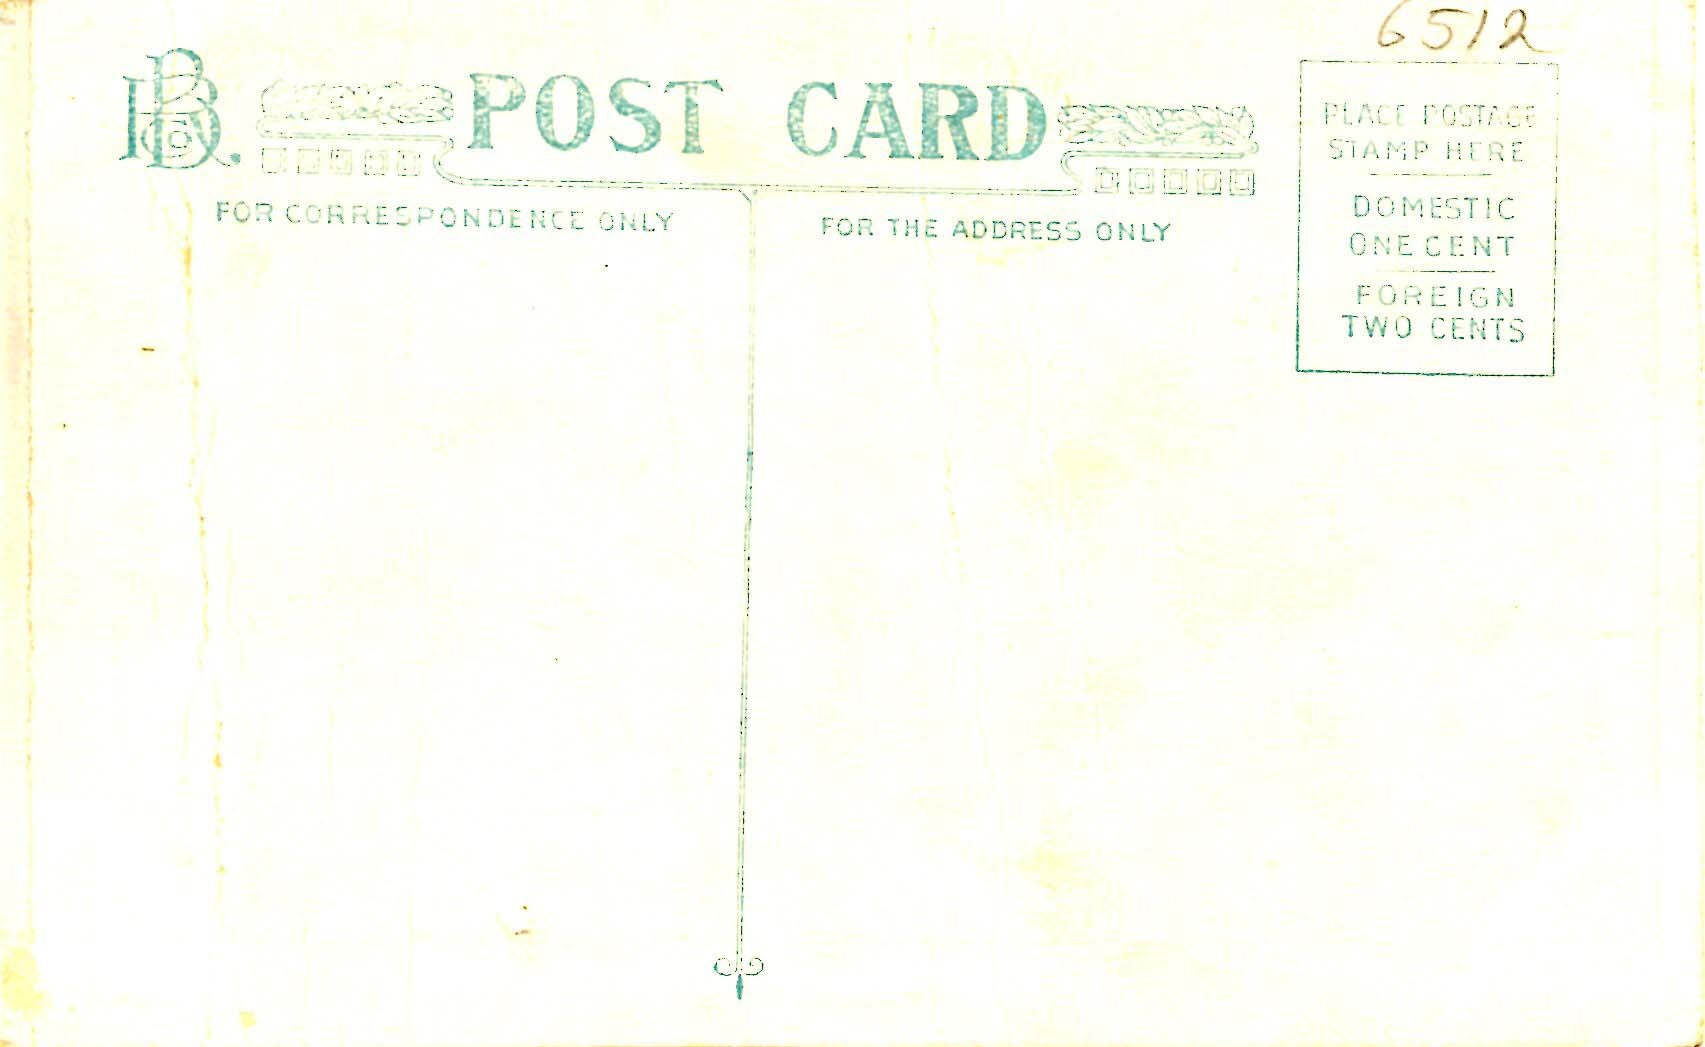 6512
POST CARD
FOR CORRESPONDENCE ONLY
FOR THE ADDRESS ONLY
PLACE POSTAGE
STAMP HERE
DOMESTIC
ONE CENT
FOREIGN
TWO CENTS